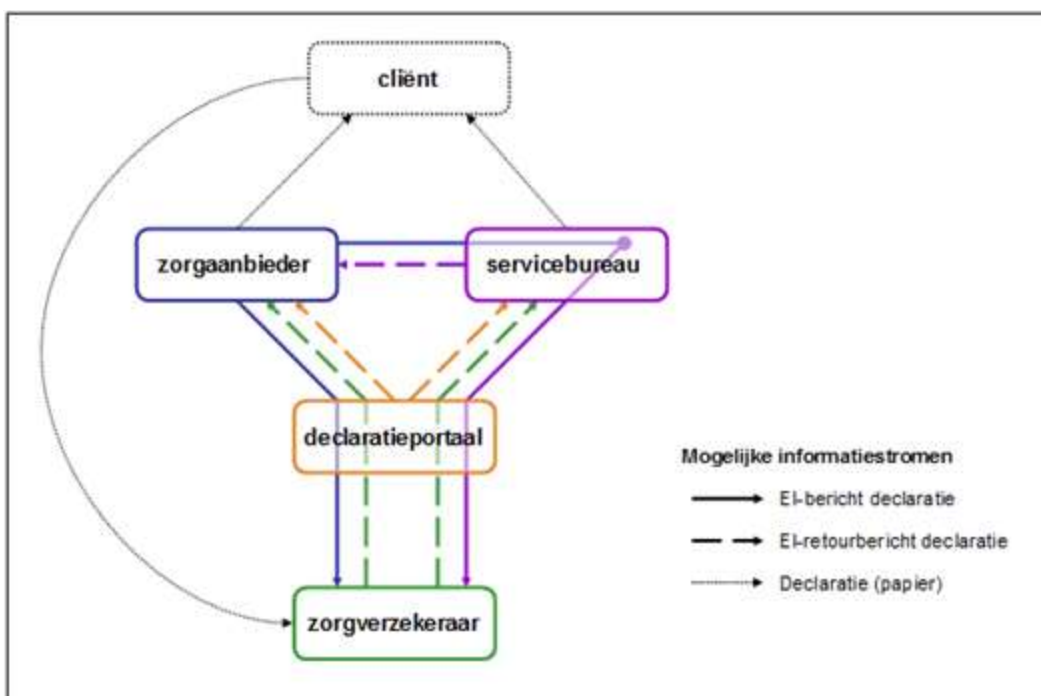 cliënt
zorgaanbieder
servicebureau
declaratieportaal
zorgverzekeraar
Mogelijke informatiestromen
EI-bericht declaratie
EI-retourbericht declaratie
Declaratie (papier)